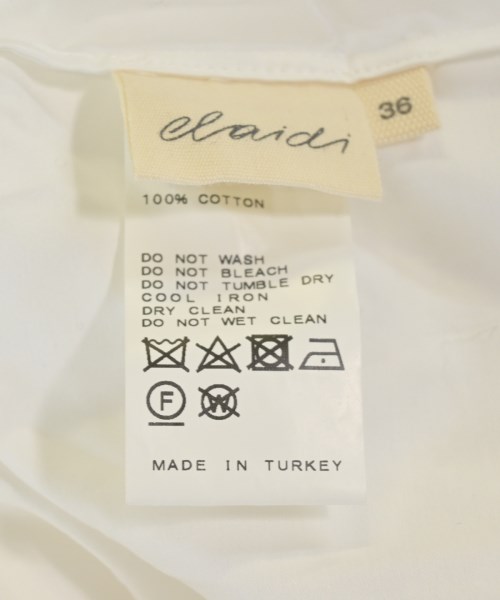 elaidi
36
100% COTTON
DO NOT WASH
DO NOT BLEACH
DO NOT TUMBLE DRY
COOL IRON
DRY CLEAN
DO NOT WET CLEAN
F
W
MADE IN TURKEY